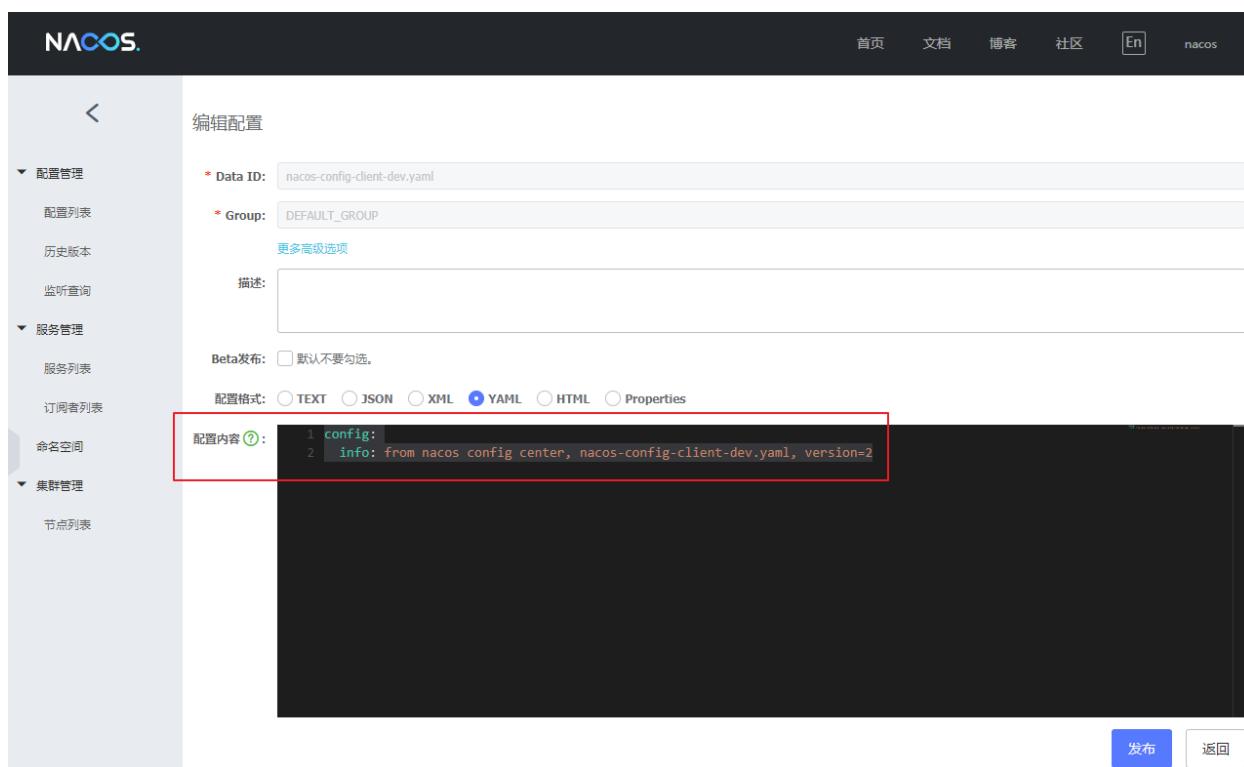 NACOS.
首页 文档 博客 社区 En nacos
编辑配置
配置管理
配置列表
历史版本
监听查询
服务管理
服务列表
订阅者列表
命名空间
集群管理
节点列表
* Data ID: nacos-config-client-dev.yaml
* Group: DEFAULT_GROUP
更多高级选项
描述:
Beta发布: 默认不要勾选。
配置格式: TEXT JSON XML YAML HTML Properties
配置内容 ? :
1 config:
2 info: from nacos config center, nacos-config-client-dev.yaml, version=2
发布 返回